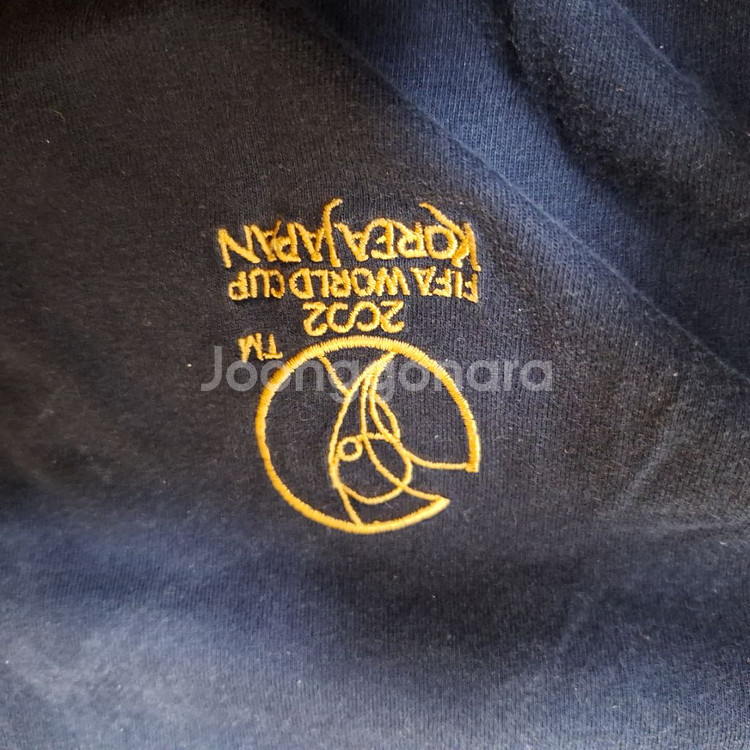 TM
2002
FIFA WORLD CUP
KOREA JAPAN
Joonggonara